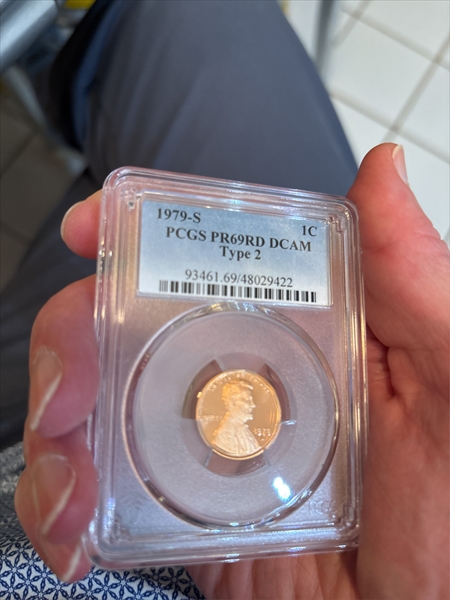 1979-S 1C
PCGS PR69RD DCAM
Type 2
93461.69/48029422